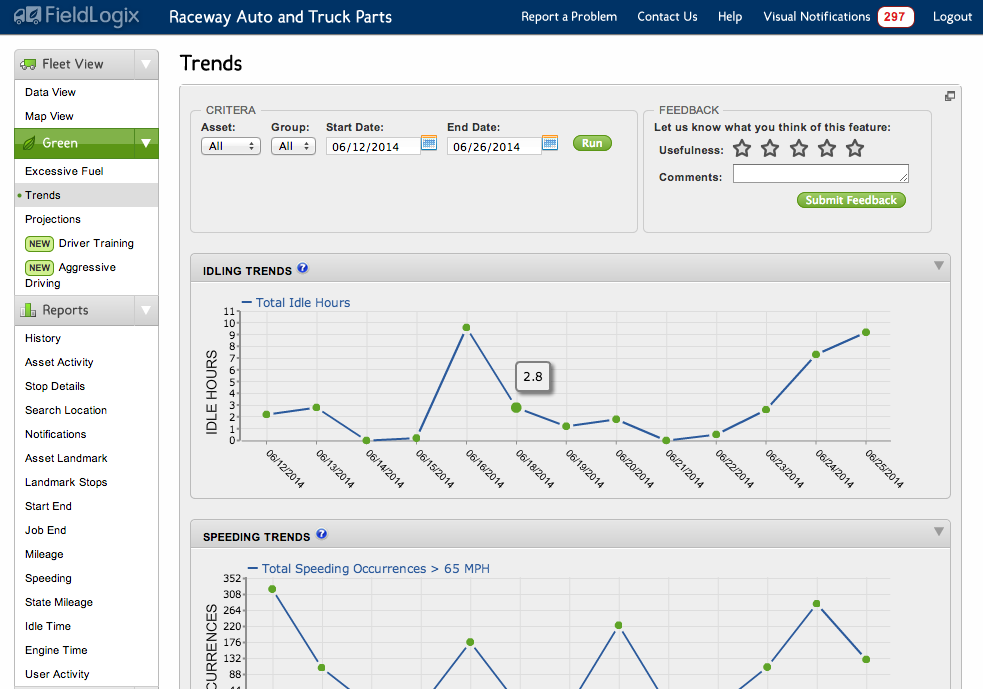 FieldLogix
Raceway Auto and Truck Parts
Report a Problem
Contact Us
Help
Visual Notifications 297
Logout
Fleet View
Data View
Map View
Green
Excessive Fuel
Trends
Projections
NEW Driver Training
NEW Aggressive
Driving
Reports
History
Asset Activity
Stop Details
Search Location
Notifications
Asset Landmark
Landmark Stops
Start End
Job End
Mileage
Speeding
State Mileage
Idle Time
Engine Time
User Activity
Trends
CRITERA
Asset:
Group:
Start Date:
End Date:
All
All
06/12/2014
06/26/2014
Run
FEEDBACK
Let us know what you think of this feature:
Usefulness:
Comments:
Submit Feedback
IDLING TRENDS ?
Total Idle Hours
IDLE HOURS
11
10
9
8
7
6
5
4
3
2
1
0
2.8
06/12/2014
06/13/2014
06/14/2014
06/15/2014
06/16/2014
06/18/2014
06/19/2014
06/20/2014
06/21/2014
06/22/2014
06/23/2014
06/24/2014
06/25/2014
SPEEDING TRENDS ?
Total Speeding Occurrences > 65 MPH
CURRENCES
352
308
264
220
176
132
88